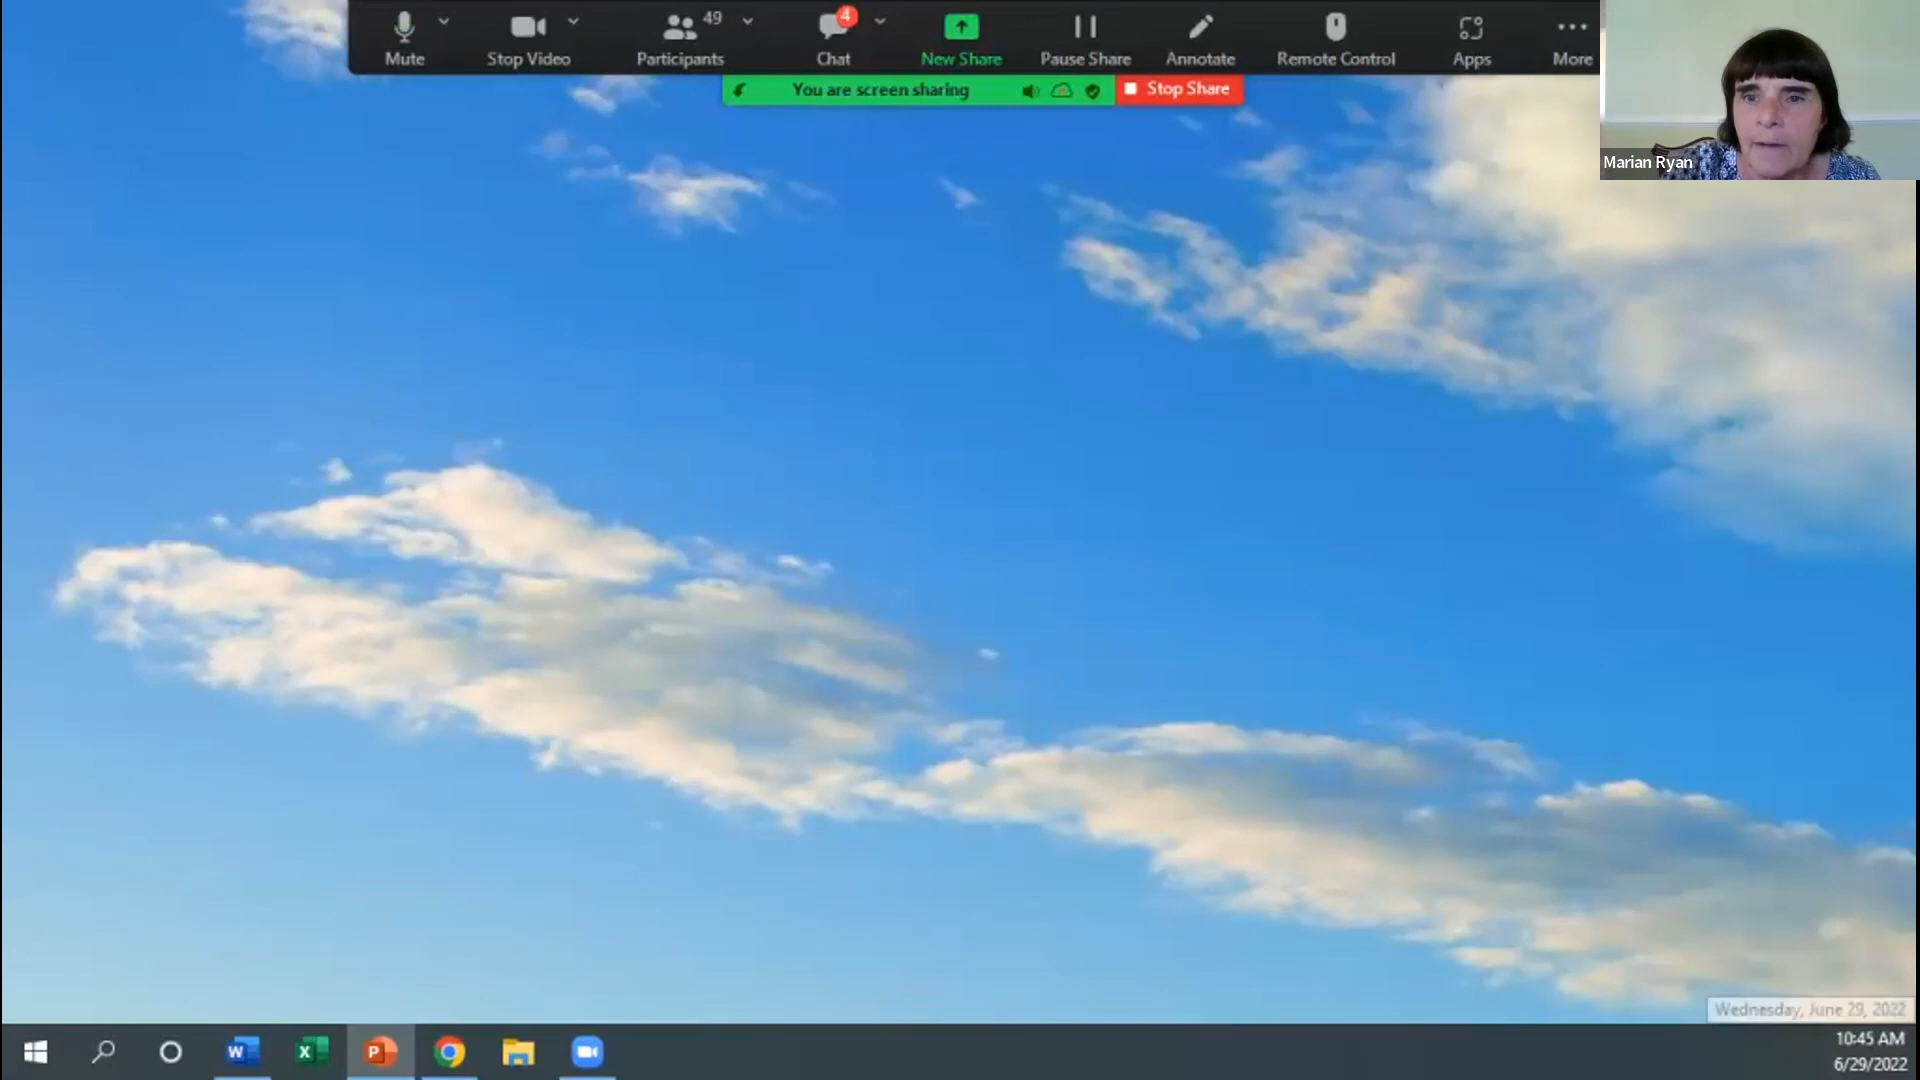 49
4
Mute
Stop Video
Participants
Chat
New Share
Pause Share
Annotate
Remote Control
Apps
More
You are screen sharing
Stop Share
Marian Ryan
Wednesday, June 29, 2022
W
X
P
10:45 AM
6/29/2022